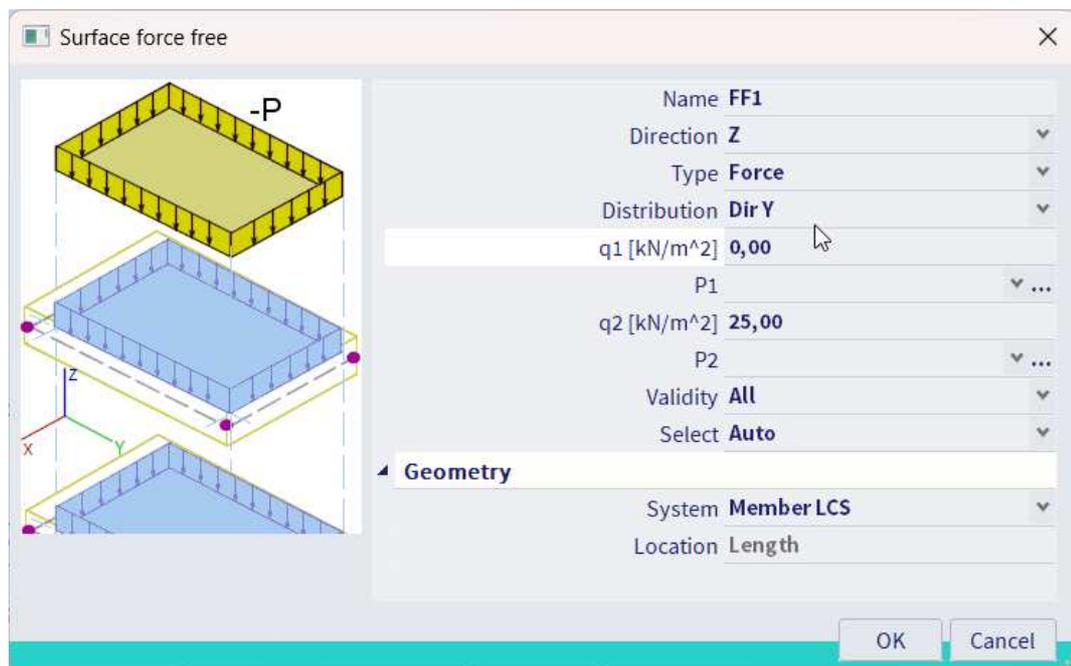 Surface force free
-P
Z
X
Y
Name FF1
Direction Z
Type Force
Distribution Dir Y
q1 [kN/m^2] 0,00
P1 ...
q2 [kN/m^2] 25,00
P2 ...
Validity All
Select Auto
Geometry
System Member LCS
Location Length
OK Cancel